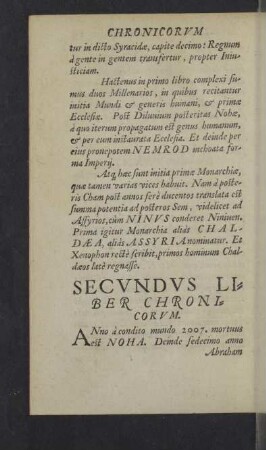 CHRONICORVM
tur in dicto Syracidæ, capite decimo: Regnum
à gente in gentem transfertur, propter Iniu-
sticiam.
Hactenus in primo libro complexi su-
mus duos Millenarios, in quibus recitantur
initia Mundi & generis humani, & primæ
Ecclesiæ. Post Diluuium posteritas Nohæ,
à quo iterum propagatum est genus humanum,
& per eum instaurata Ecclesia. Et deinde per
eius pronepotem NEMROD inchoata for-
ma Imperij.
Atq; hæc sunt initia primæ Monarchiæ,
quæ tamen varias vices habuit. Nam à poste-
ris Cham post annos ferè ducentos translata est
summa potentia ad posteros Sem, videlicet ad
Assyrios, cùm NINVS conderet Niniuen.
Prima igitur Monarchia aliàs CHAL-
DÆA, aliàs ASSYRIA nominatur. Et
Xenophon rectè scribit, primos hominum Chal-
dæos latè regnasse.
SECVNDVS LI-
BER CHRONI-
CORVM.
ANno à condito mundo 2007. mortuus
est NOHA. Deinde sedecimo anno
Abraham